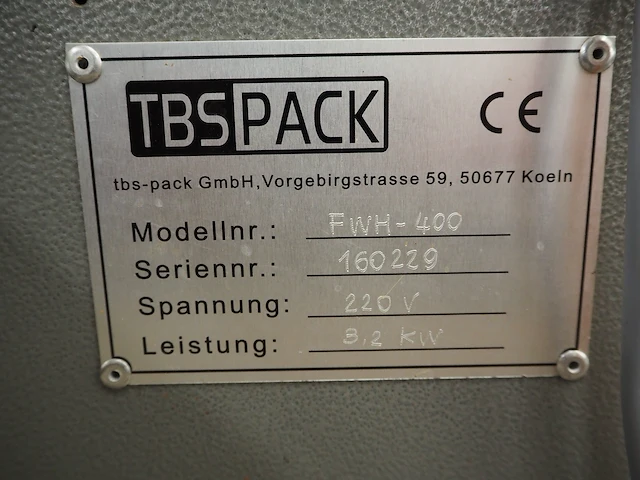 TBSPACK CE
tbs-pack GmbH,Vorgebirgstrasse 59, 50677 Koeln
Modellnr.: FWH-400
Seriennr.: 160229
Spannung: 220 V
Leistung: 3,2 KW